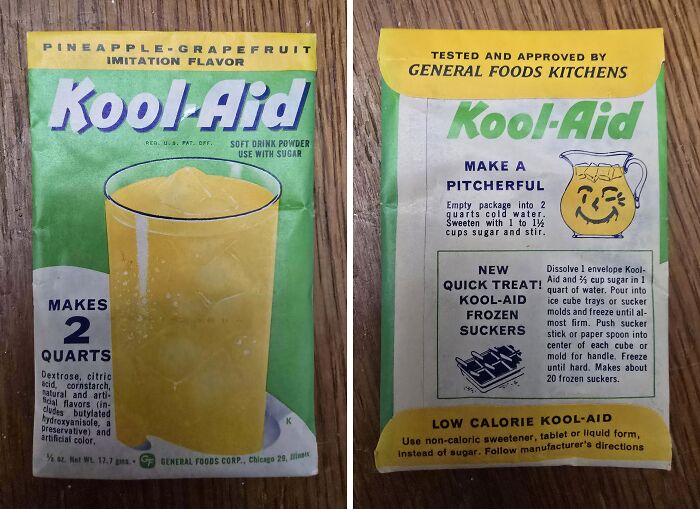 PINEAPPLE-GRAPEFRUIT
IMITATION FLAVOR
Kool-Aid
REG. U.S. PAT. OFF.
SOFT DRINK POWDER
USE WITH SUGAR
MAKES
2
QUARTS
Dextrose, citric
acid, cornstarch,
natural and arti-
ficial flavors (in-
cludes butylated
hydroxyanisole, a
preservative) and
artificial color.
K
½ oz. Net Wt. 17.7 gms. • GF GENERAL FOODS CORP., Chicago 29, Illinois
TESTED AND APPROVED BY
GENERAL FOODS KITCHENS
Kool-Aid
MAKE A
PITCHERFUL
Empty package into 2
quarts cold water.
Sweeten with 1 to 1½
cups sugar and stir.
NEW
QUICK TREAT!
KOOL-AID
FROZEN
SUCKERS
Dissolve 1 envelope Kool-
Aid and ⅔ cup sugar in 1
quart of water. Pour into
ice cube trays or sucker
molds and freeze until al-
most firm. Push sucker
stick or paper spoon into
center of each cube or
mold for handle. Freeze
until hard. Makes about
20 frozen suckers.
LOW CALORIE KOOL-AID
Use non-caloric sweetener, tablet or liquid form,
instead of sugar. Follow manufacturer's directions